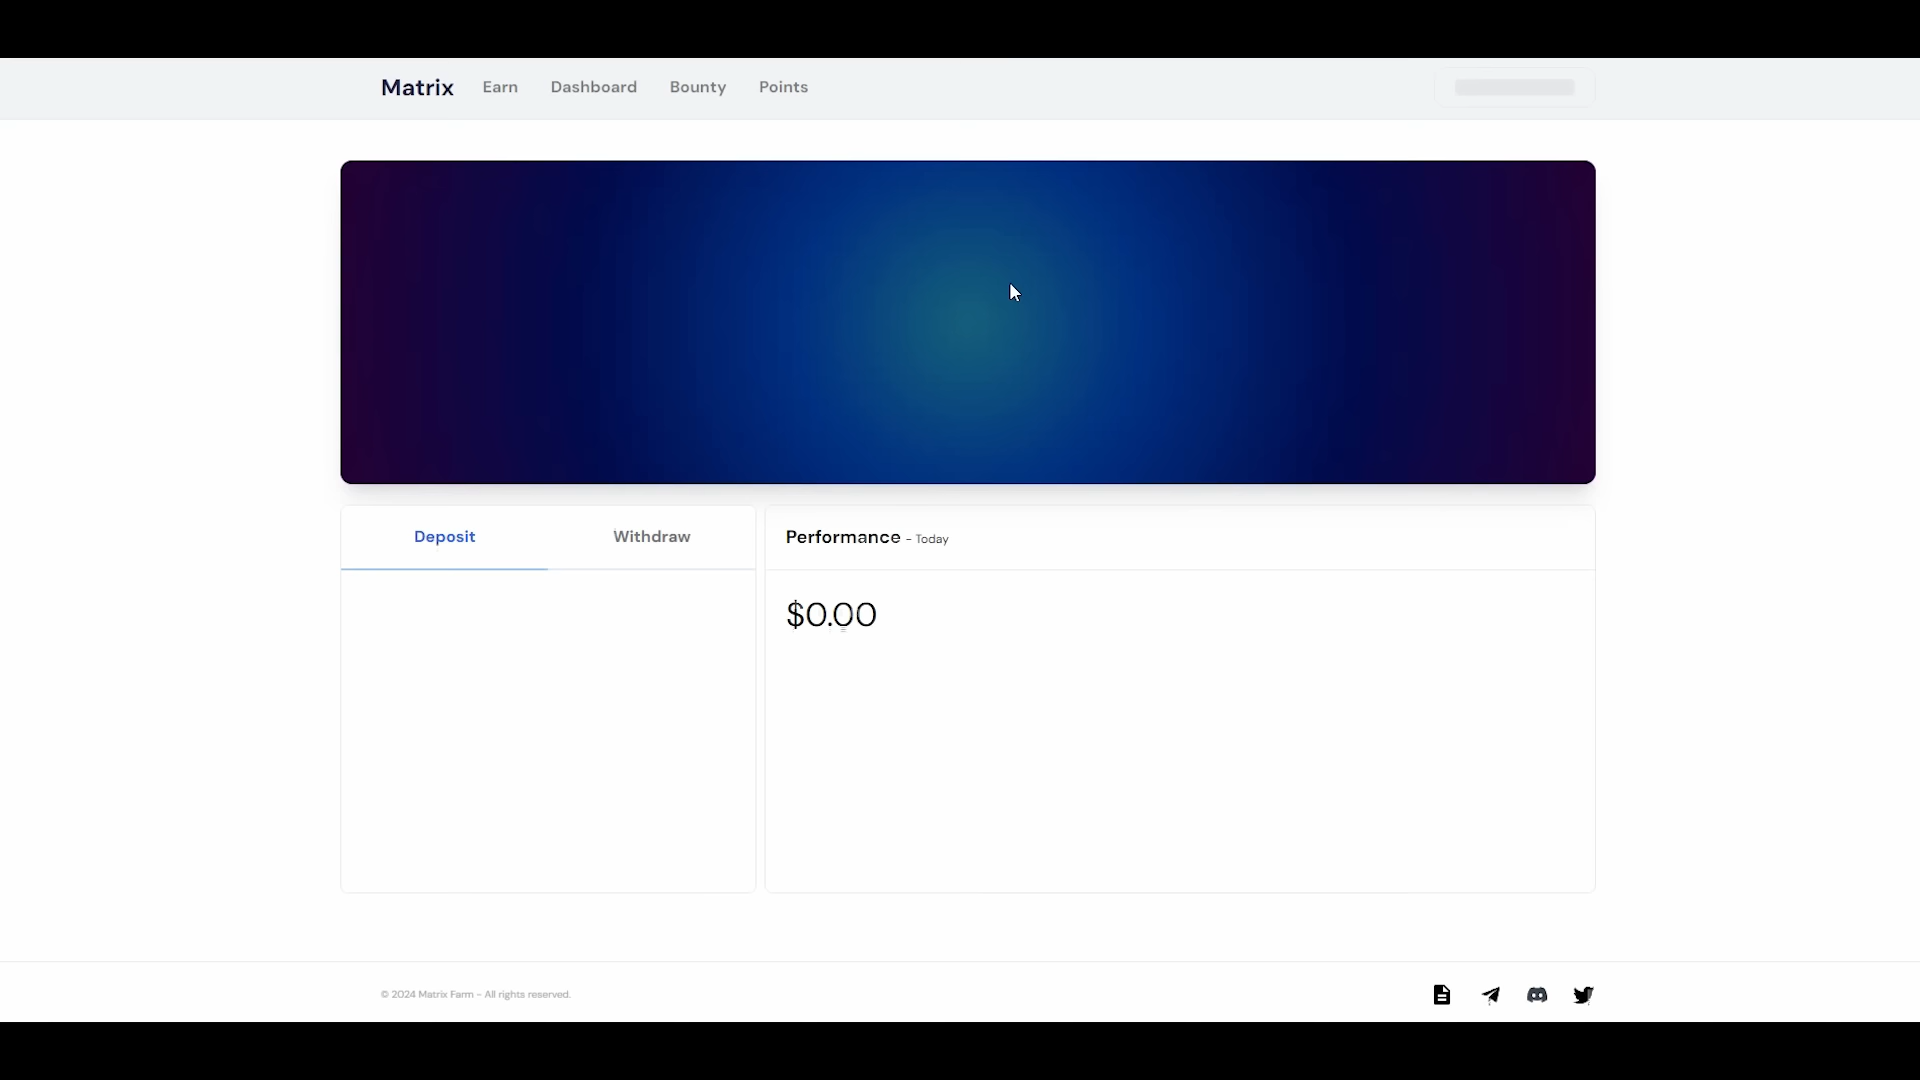 Matrix Earn Dashboard Bounty Points
Deposit Withdraw
Performance - Today
$0.00
© 2024 Matrix Farm - All rights reserved.